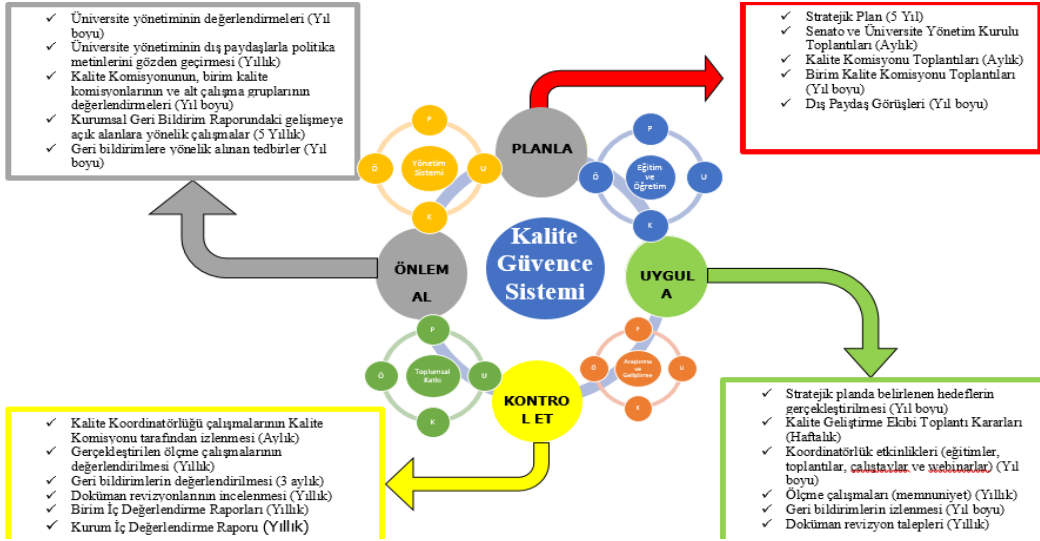 ✓ Üniversite yönetiminin değerlendirmeleri (Yıl
boyu)
✓ Üniversite yönetiminin dış paydaşlarla politika
metinlerini gözden geçirmesi (Yıllık)
✓ Kalite Komisyonunun, birim kalite
komisyonlarının ve alt çalışma gruplarının
değerlendirmeleri (Yıl boyu)
✓ Kurumsal Geri Bildirim Raporundaki gelişmeye
açık alanlara yönelik çalışmalar (5 Yıllık)
✓ Geri bildirimlere yönelik alınan tedbirler (Yıl
boyu)
✓ Stratejik Plan (5 Yıl)
✓ Senato ve Üniversite Yönetim Kurulu
Toplantıları (Aylık)
✓ Kalite Komisyonu Toplantıları (Aylık)
✓ Birim Kalite Komisyonu Toplantıları
(Yıl boyu)
✓ Dış Paydaş Görüşleri (Yıl boyu)
PLANLA
P
Ö
Yönetim
Sistemi
U
K
P
Ö
Eğitim
ve
Öğretim
U
K
Kalite
Güvence
Sistemi
ÖNLEM
AL
UYGUL
A
P
Ö
Toplumsal
Katkı
U
K
P
Ö
Araştırma
ve
Geliştirme
U
K
KONTRO
L ET
✓ Kalite Koordinatörlüğü çalışmalarının Kalite
Komisyonu tarafından izlenmesi (Aylık)
✓ Gerçekleştirilen ölçme çalışmalarının
değerlendirilmesi (Yıllık)
✓ Geri bildirimlerin değerlendirilmesi (3 aylık)
✓ Doküman revizyonlarının incelenmesi (Yıllık)
✓ Birim İç Değerlendirme Raporları (Yıllık)
✓ Kurum İç Değerlendirme Raporu (Yıllık)
✓ Stratejik planda belirlenen hedeflerin
gerçekleştirilmesi (Yıl boyu)
✓ Kalite Geliştirme Ekibi Toplantı Kararları
(Haftalık)
✓ Koordinatörlük etkinlikleri (eğitimler,
toplantılar, çalıştaylar ve webinarlar) (Yıl
boyu)
✓ Ölçme çalışmaları (memnuniyet) (Yıllık)
✓ Geri bildirimlerin izlenmesi (Yıl boyu)
✓ Doküman revizyon talepleri (Yıllık)